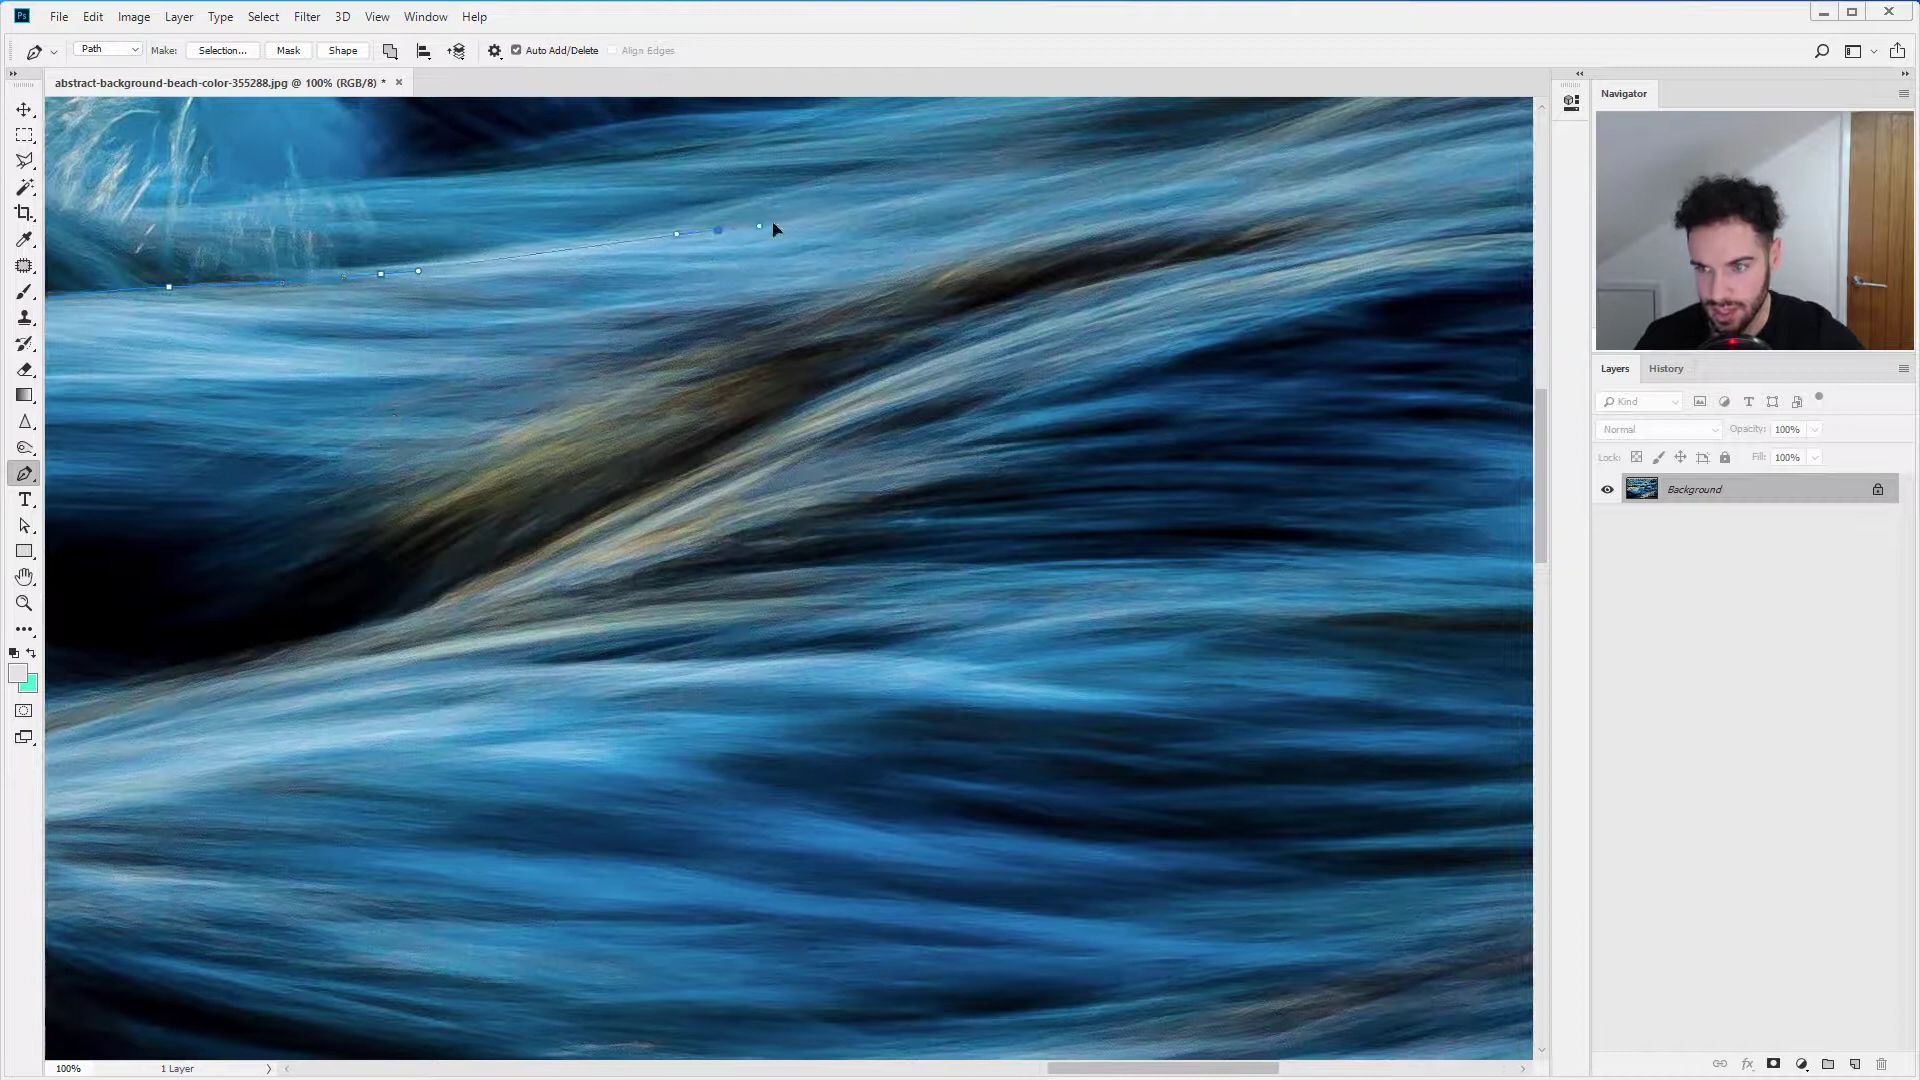 Ps File Edit Image Layer Type Select Filter 3D View Window Help
Path Make: Selection... Mask Shape Auto Add/Delete Align Edges
abstract-background-beach-color-355288.jpg @ 100% (RGB/8) *
Navigator
Layers History
Kind
Normal Opacity: 100%
Lock: Fill: 100%
Background
100% 1 Layer